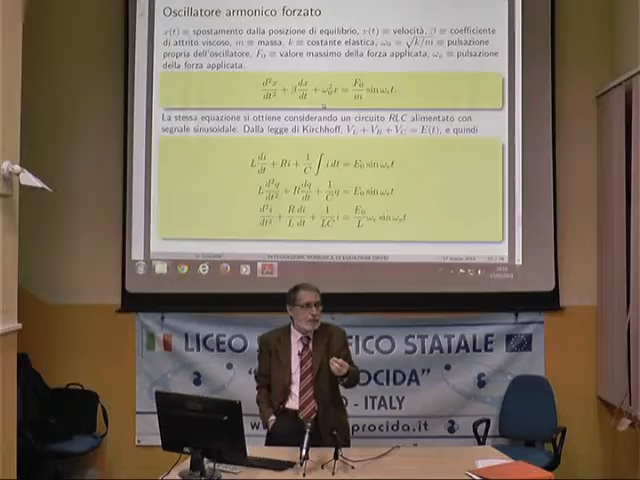 Oscillatore armonico forzato
x(t) ≡ spostamento dalla posizione di equilibrio, v(t) ≡ velocità, β ≡ coefficiente
di attrito viscoso, m ≡ massa, k ≡ costante elastica, ω₀ = √(k/m) ≡ pulsazione
propria dell'oscillatore, F₀ ≡ valore massimo della forza applicata, ωₑ ≡ pulsazione
della forza applicata.
d²x/dt² + β dx/dt + ω₀²x = F₀/m sin ωₑt.
La stessa equazione si ottiene considerando un circuito RLC alimentato con
segnale sinusoidale. Dalla legge di Kirchhoff, V_L + V_R + V_C = E(t), e quindi
L di/dt + Ri + 1/C ∫ i dt = E₀ sin ωₑt
L d²q/dt² + R dq/dt + 1/C q = E₀ sin ωₑt
d²i/dt² + R/L di/dt + 1/LC i = E₀/L ωₑ sin ωₑt
LICEO FICO STATALE
OCIDA"
O - ITALY
procida.it